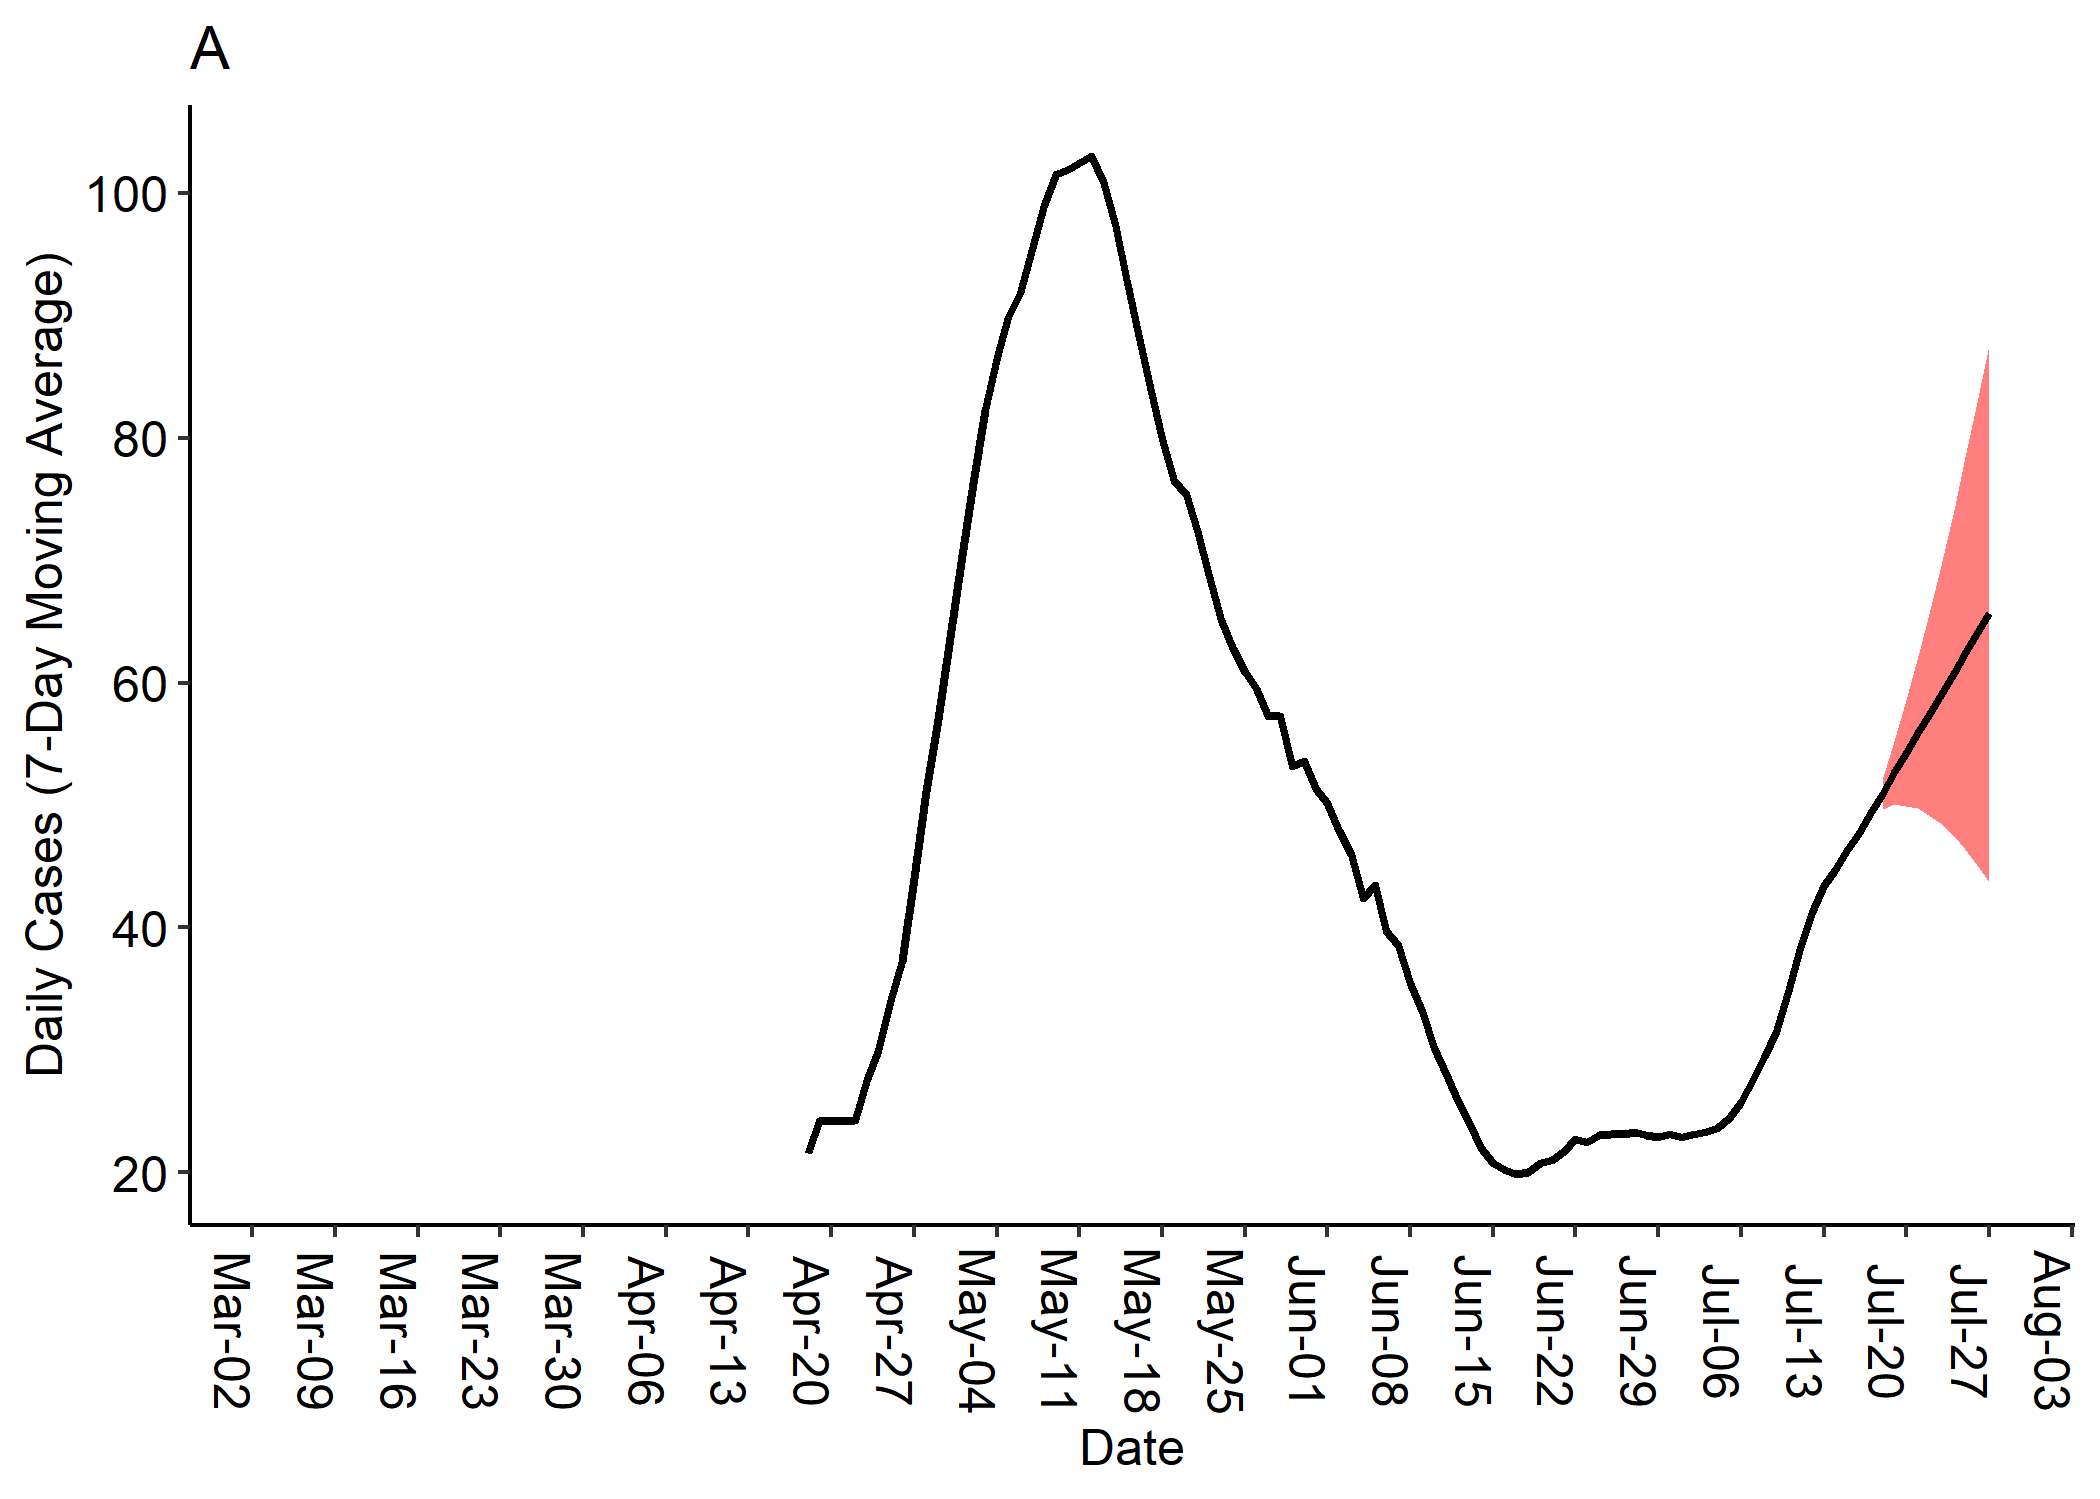 A
Daily Cases (7-Day Moving Average)
100
80
60
40
20
Mar-02
Mar-09
Mar-16
Mar-23
Mar-30
Apr-06
Apr-13
Apr-20
Apr-27
May-04
May-11
May-18
May-25
Jun-01
Jun-08
Jun-15
Jun-22
Jun-29
Jul-06
Jul-13
Jul-20
Jul-27
Aug-03
Date